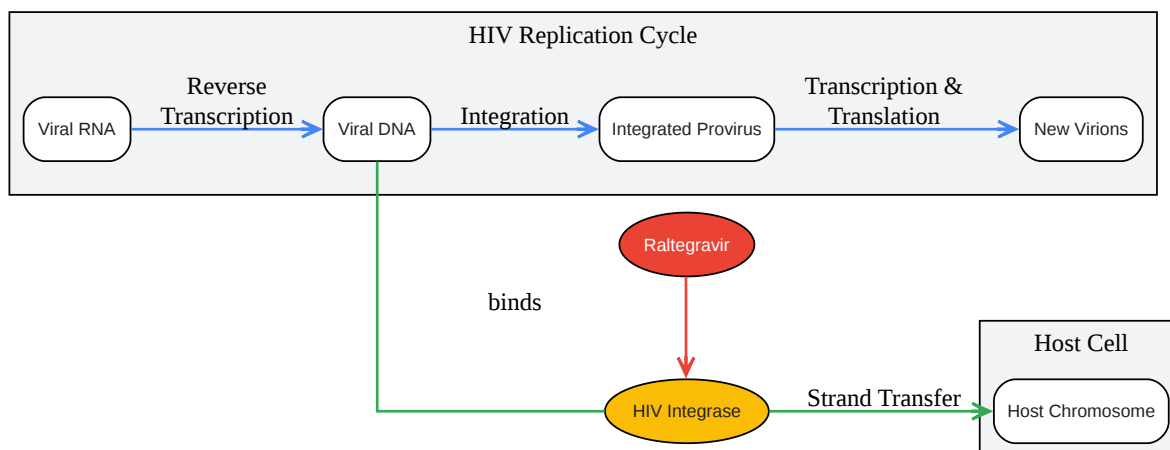 HIV Replication Cycle
Reverse
Transcription
Transcription &
Translation
Viral RNA
Viral DNA
Integration
Integrated Provirus
New Virions
Raltegravir
binds
Host Cell
HIV Integrase
Strand Transfer
Host Chromosome